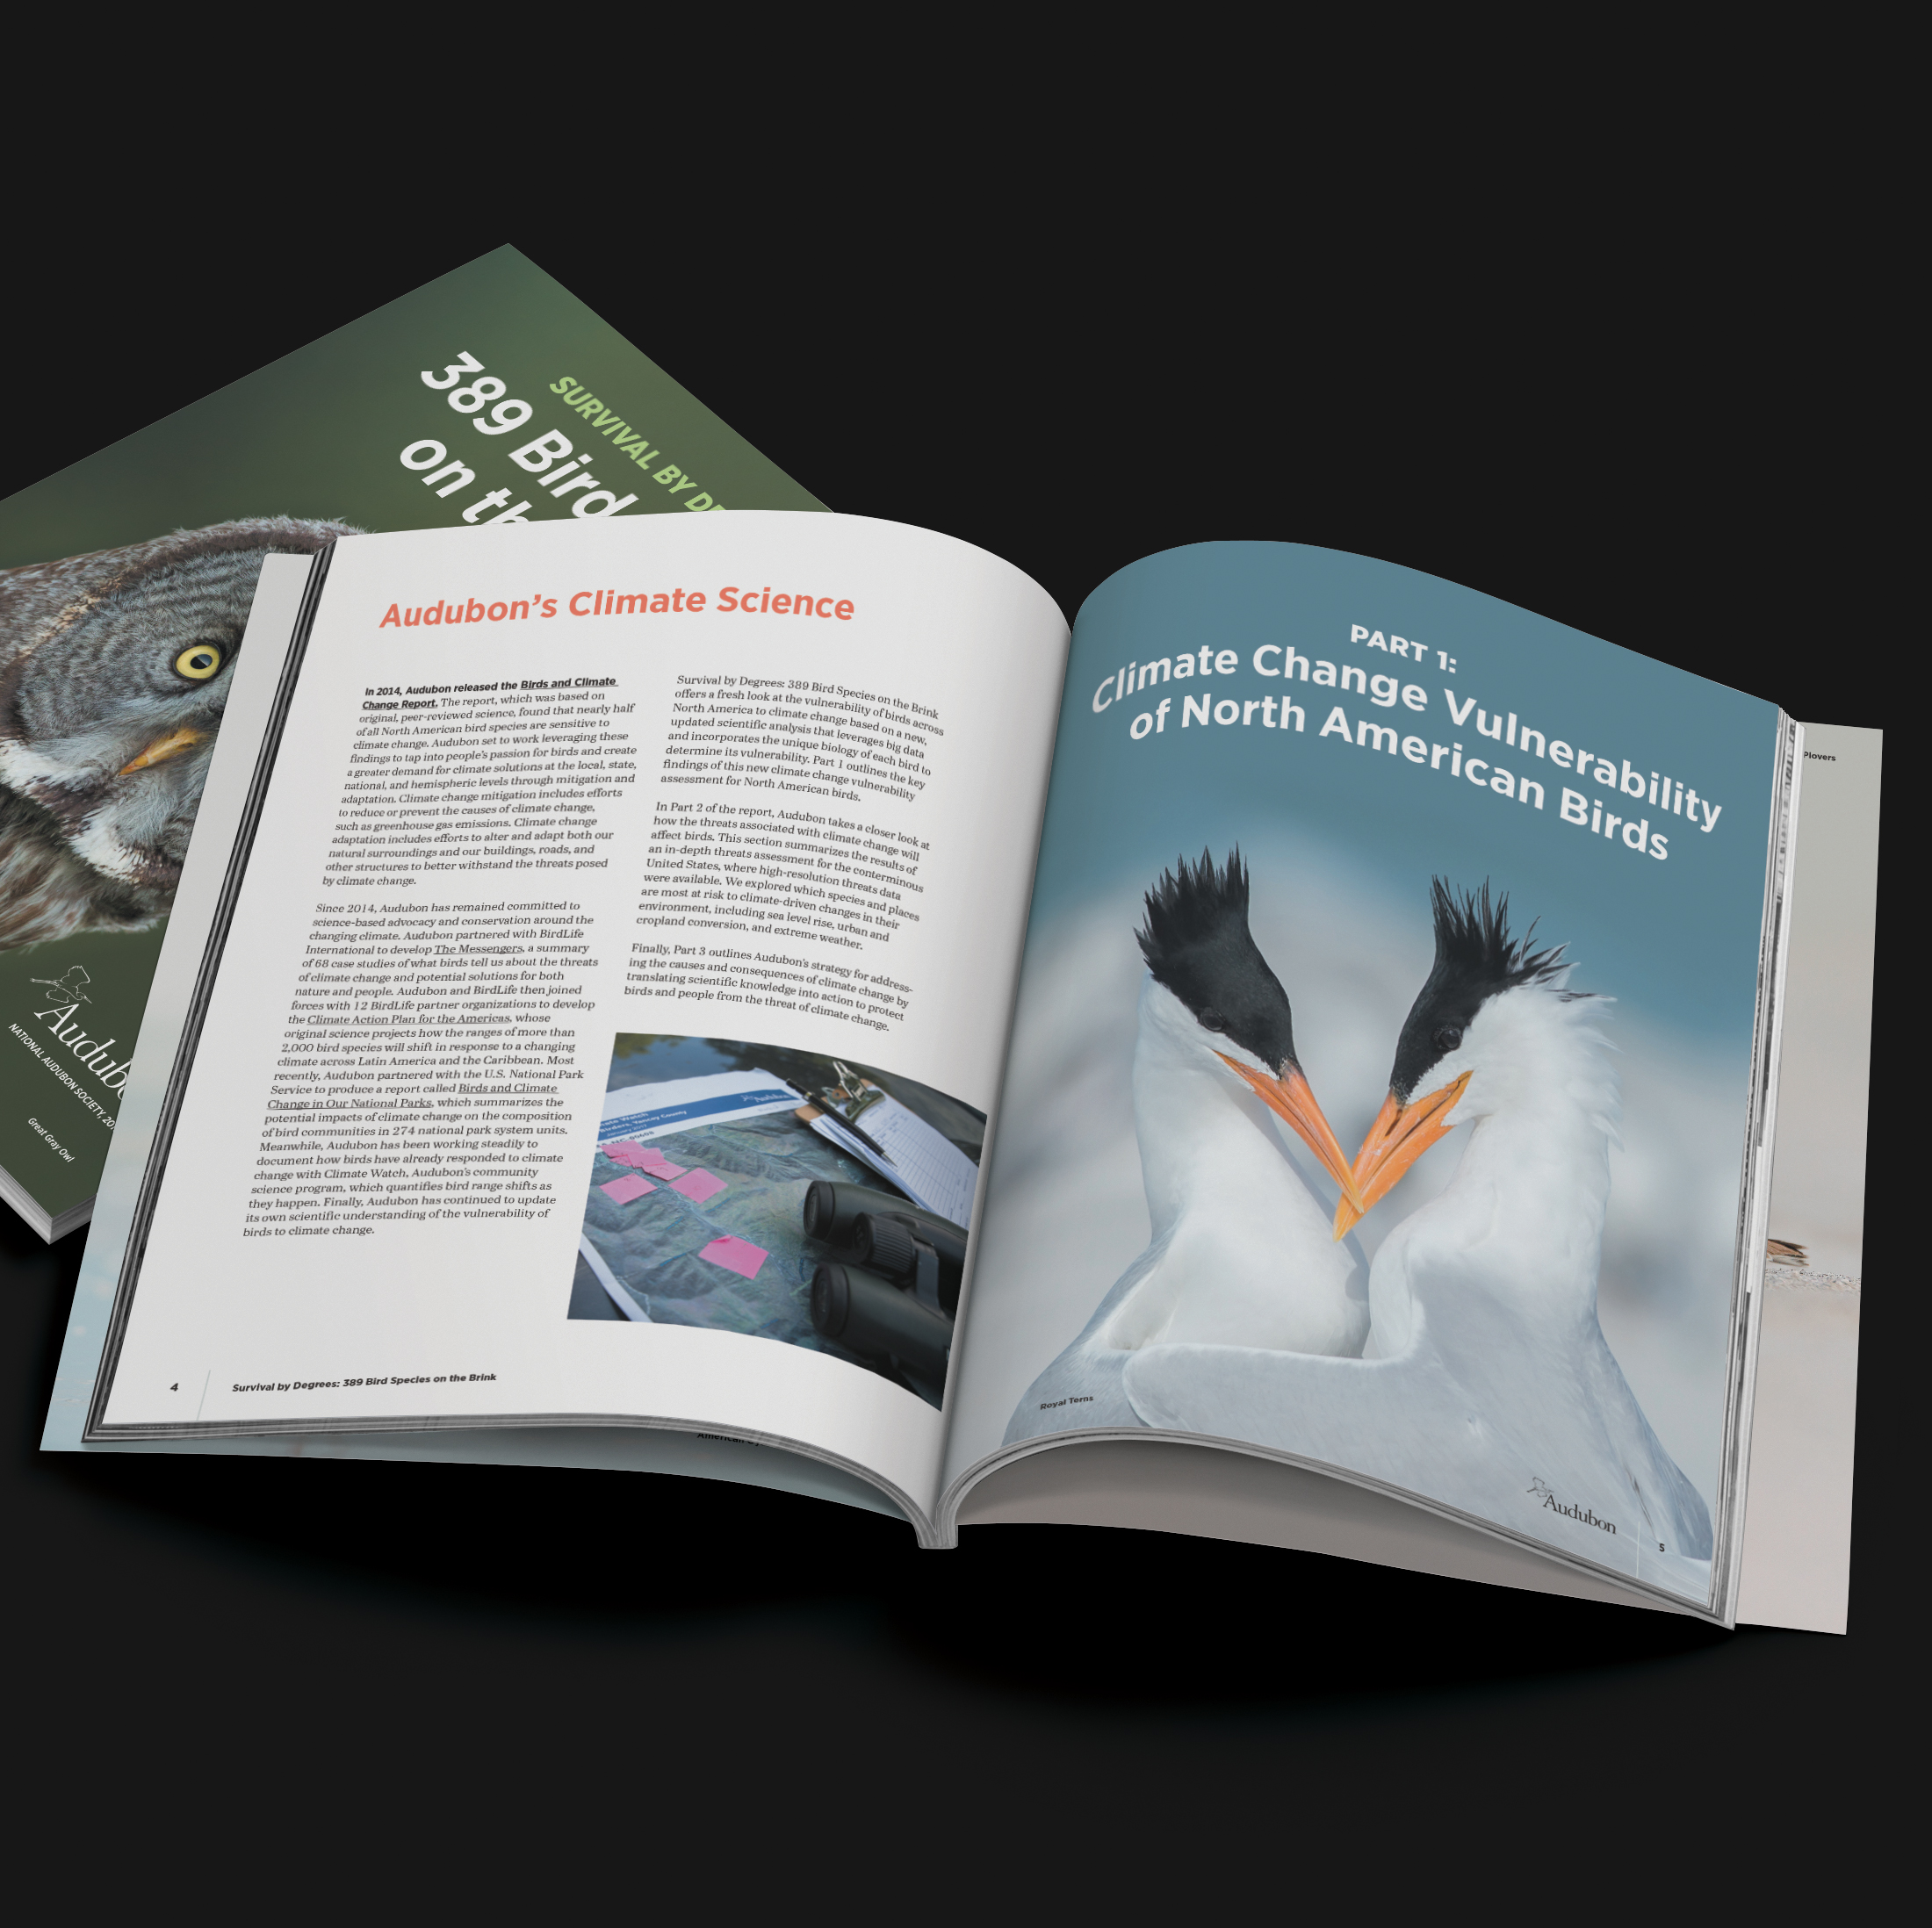 SURVIVAL BY DE
389 Bird
on th
Audubo
NATIONAL AUDUBON SOCIETY, 20
Great Gray Owl
Audubon's Climate Science
In 2014, Audubon released the Birds and Climate
Change Report. The report, which was based on
original, peer-reviewed science, found that nearly half
of all North American bird species are sensitive to
climate change. Audubon set to work leveraging these
findings to tap into people's passion for birds and create
a greater demand for climate solutions at the local, state,
national, and hemispheric levels through mitigation and
adaptation. Climate change mitigation includes efforts
to reduce or prevent the causes of climate change,
such as greenhouse gas emissions. Climate change
adaptation includes efforts to alter and adapt both our
natural surroundings and our buildings, roads, and
other structures to better withstand the threats posed
by climate change.
Since 2014, Audubon has remained committed to
science-based advocacy and conservation around the
changing climate. Audubon partnered with BirdLife
International to develop The Messengers, a summary
of 68 case studies of what birds tell us about the threats
of climate change and potential solutions for both
nature and people. Audubon and BirdLife then joined
forces with 12 BirdLife partner organizations to develop
the Climate Action Plan for the Americas, whose
original science projects how the ranges of more than
2,000 bird species will shift in response to a changing
climate across Latin America and the Caribbean. Most
recently, Audubon partnered with the U.S. National Park
Service to produce a report called Birds and Climate
Change in Our National Parks, which summarizes the
potential impacts of climate change on the composition
of bird communities in 274 national park system units.
Meanwhile, Audubon has been working steadily to
document how birds have already responded to climate
change with Climate Watch, Audubon's community
science program, which quantifies bird range shifts as
they happen. Finally, Audubon has continued to update
its own scientific understanding of the vulnerability of
birds to climate change.
Survival by Degrees: 389 Bird Species on the Brink
offers a fresh look at the vulnerability of birds across
North America to climate change based on a new,
updated scientific analysis that leverages big data
and incorporates the unique biology of each bird to
determine its vulnerability. Part 1 outlines the key
findings of this new climate change vulnerability
assessment for North American birds.
In Part 2 of the report, Audubon takes a closer look at
how the threats associated with climate change will
affect birds. This section summarizes the results of
an in-depth threats assessment for the conterminous
United States, where high-resolution threats data
were available. We explored which species and places
are most at risk to climate-driven changes in their
environment, including sea level rise, urban and
cropland conversion, and extreme weather.
Finally, Part 3 outlines Audubon's strategy for address-
ing the causes and consequences of climate change by
translating scientific knowledge into action to protect
birds and people from the threat of climate change.
4
Survival by Degrees: 389 Bird Species on the Brink
American
PART 1:
Climate Change Vulnerability
of North American Birds
Royal Terns
Audubon
5
Plovers